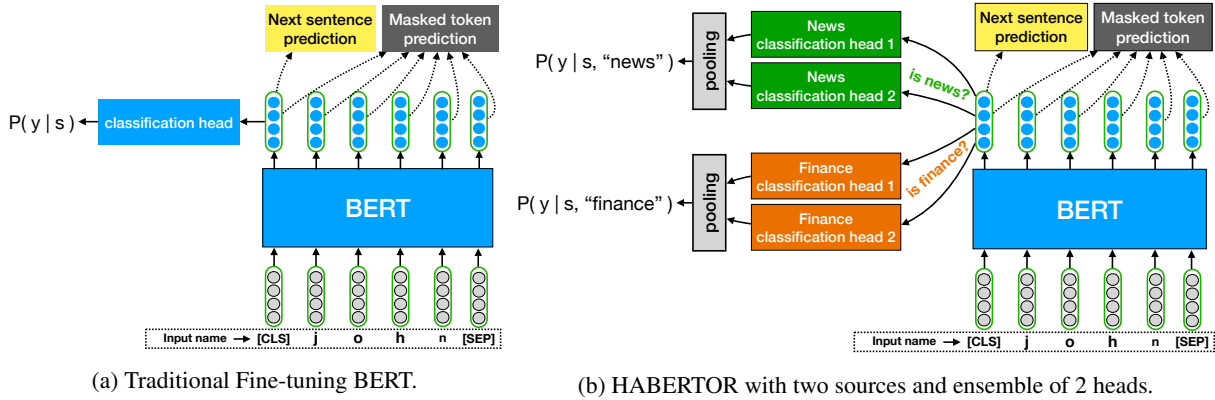 Next sentence
prediction
Masked token
prediction
P( y | s )
classification head
BERT
Input name
[CLS] j o h n [SEP]
(a) Traditional Fine-tuning BERT.
P( y | s, “news” )
pooling
News
classification head 1
News
classification head 2
is news?
Next sentence
prediction
Masked token
prediction
P( y | s, “finance” )
pooling
Finance
classification head 1
Finance
classification head 2
is finance?
BERT
Input name
[CLS] j o h n [SEP]
(b) HABERTOR with two sources and ensemble of 2 heads.